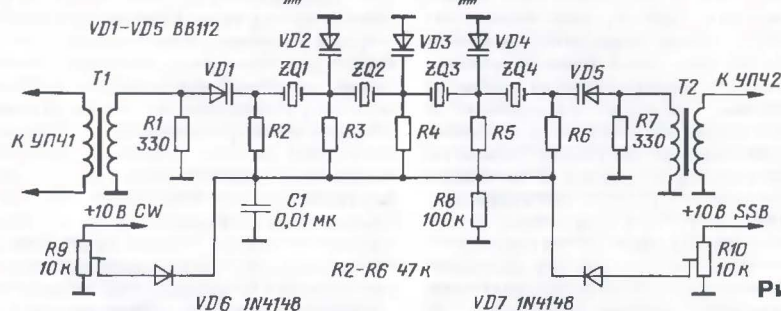 VD1-VD5 BB112
VD2
VD3
VD4
T1
VD1
ZQ1
ZQ2
ZQ3
ZQ4
VD5
T2
К УПЧ2
К УПЧ1
R1
330
R2
R3
R4
R5
R6
R7
330
+10 В CW
C1
0,01 мк
R8
100 к
+10 В SSB
R9
10 к
R2-R6 47 к
R10
10 к
VD6 1N4148
VD7 1N4148